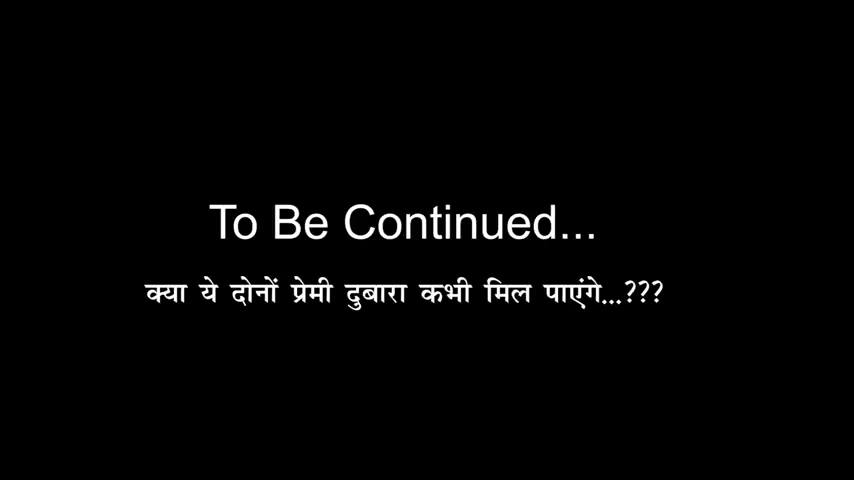 To Be Continued...
क्या ये दोनों प्रेमी दुबारा कभी मिल पाएंगे...???